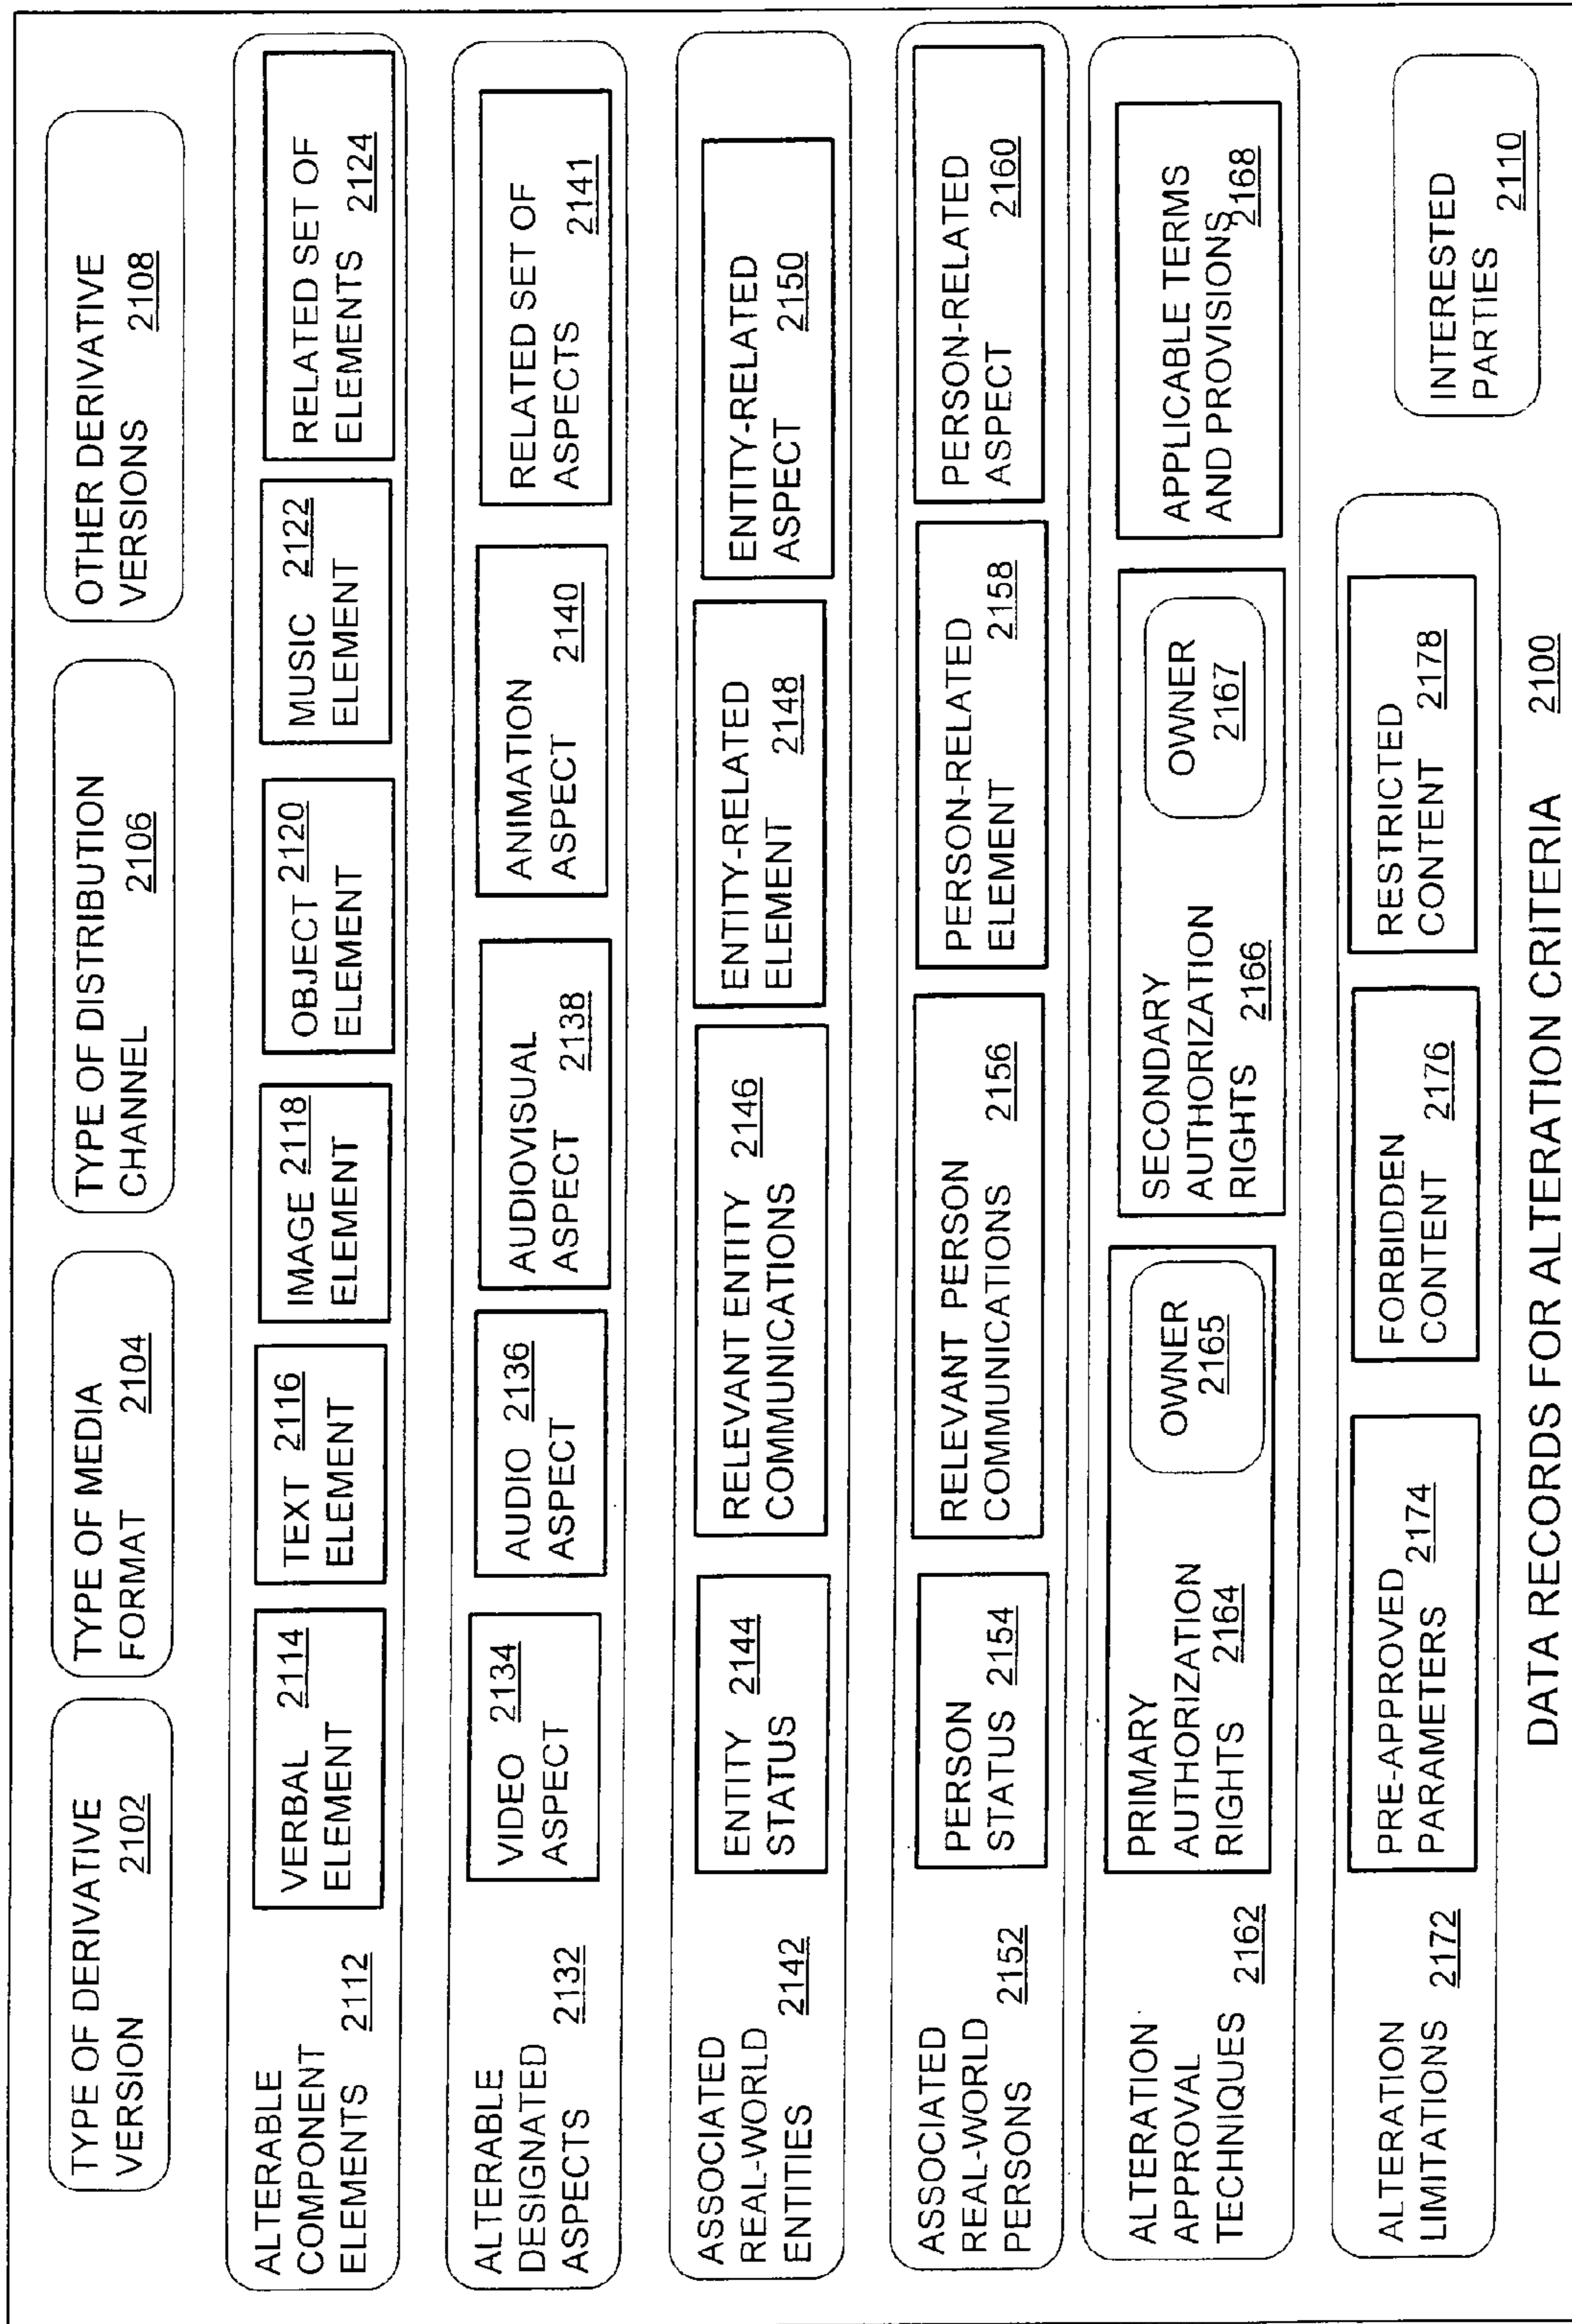 TYPE OF DERIVATIVE
VERSION 2102
TYPE OF MEDIA
FORMAT 2104
TYPE OF DISTRIBUTION
CHANNEL 2106
OTHER DERIVATIVE
VERSIONS 2108
ALTERABLE
COMPONENT
ELEMENTS 2112
VERBAL 2114
ELEMENT
TEXT 2116
ELEMENT
IMAGE 2118
ELEMENT
OBJECT 2120
ELEMENT
MUSIC 2122
ELEMENT
RELATED SET OF
ELEMENTS 2124
ALTERABLE
DESIGNATED
ASPECTS 2132
VIDEO 2134
ASPECT
AUDIO 2136
ASPECT
AUDIOVISUAL
ASPECT 2138
ANIMATION
ASPECT 2140
RELATED SET OF
ASPECTS 2141
ASSOCIATED
REAL-WORLD
ENTITIES 2142
ENTITY 2144
STATUS
RELEVANT ENTITY 2146
COMMUNICATIONS
ENTITY-RELATED
ELEMENT 2148
ENTITY-RELATED
ASPECT 2150
ASSOCIATED
REAL-WORLD
PERSONS 2152
PERSON
STATUS 2154
RELEVANT PERSON
COMMUNICATIONS 2156
PERSON-RELATED
ELEMENT 2158
PERSON-RELATED
ASPECT 2160
ALTERATION
APPROVAL
TECHNIQUES 2162
PRIMARY
AUTHORIZATION
RIGHTS 2164
OWNER
2165
SECONDARY
AUTHORIZATION
RIGHTS 2166
OWNER
2167
APPLICABLE TERMS
AND PROVISIONS 2168
ALTERATION
LIMITATIONS 2172
PRE-APPROVED
PARAMETERS 2174
FORBIDDEN
CONTENT 2176
RESTRICTED
CONTENT 2178
INTERESTED
PARTIES 2110
DATA RECORDS FOR ALTERATION CRITERIA 2100